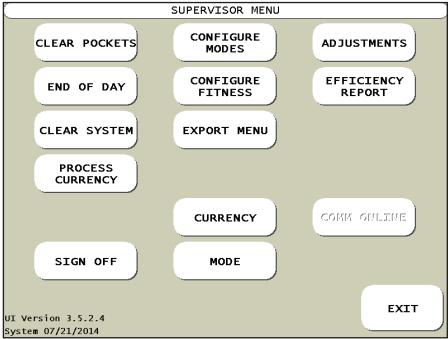 SUPERVISOR MENU
CLEAR POCKETS
CONFIGURE
MODES
ADJUSTMENTS
END OF DAY
CONFIGURE
FITNESS
EFFICIENCY
REPORT
CLEAR SYSTEM
EXPORT MENU
PROCESS
CURRENCY
CURRENCY
COMM ONLINE
SIGN OFF
MODE
EXIT
UI Version 3.5.2.4
System 07/21/2014